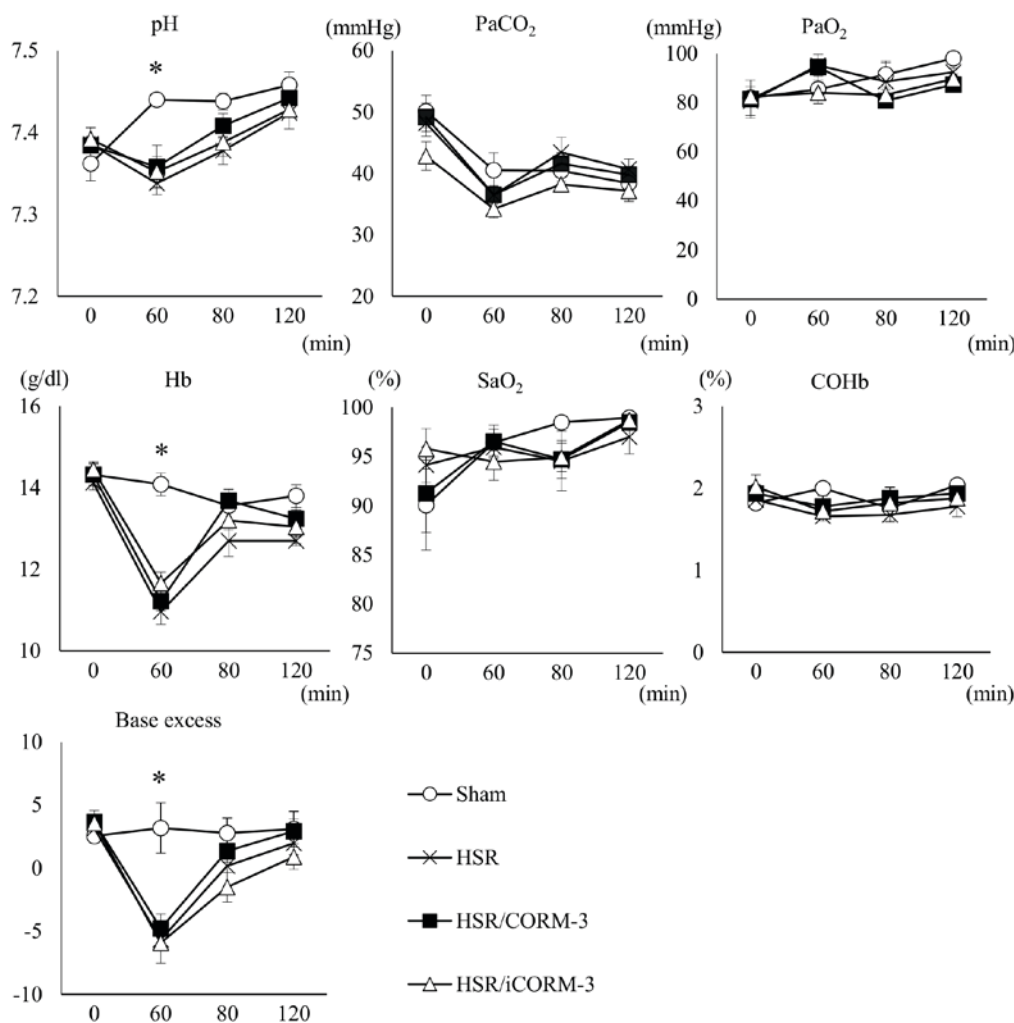 pH
7.5
7.4
7.3
7.2
*
0 60 80 120
(min)
(mmHg) PaCO₂
60
50
40
30
20
0 60 80 120
(min)
(mmHg) PaO₂
100
80
60
40
20
0
0 60 80 120
(min)
(g/dl) Hb
16
14
12
10
*
0 60 80 120
(min)
(%) SaO₂
100
95
90
85
80
75
0 60 80 120
(min)
(%) COHb
3
2
1
0
0 60 80 120
(min)
Base excess
10
5
0
-5
-10
*
0 60 80 120
Sham
HSR
HSR/CORM-3
HSR/iCORM-3